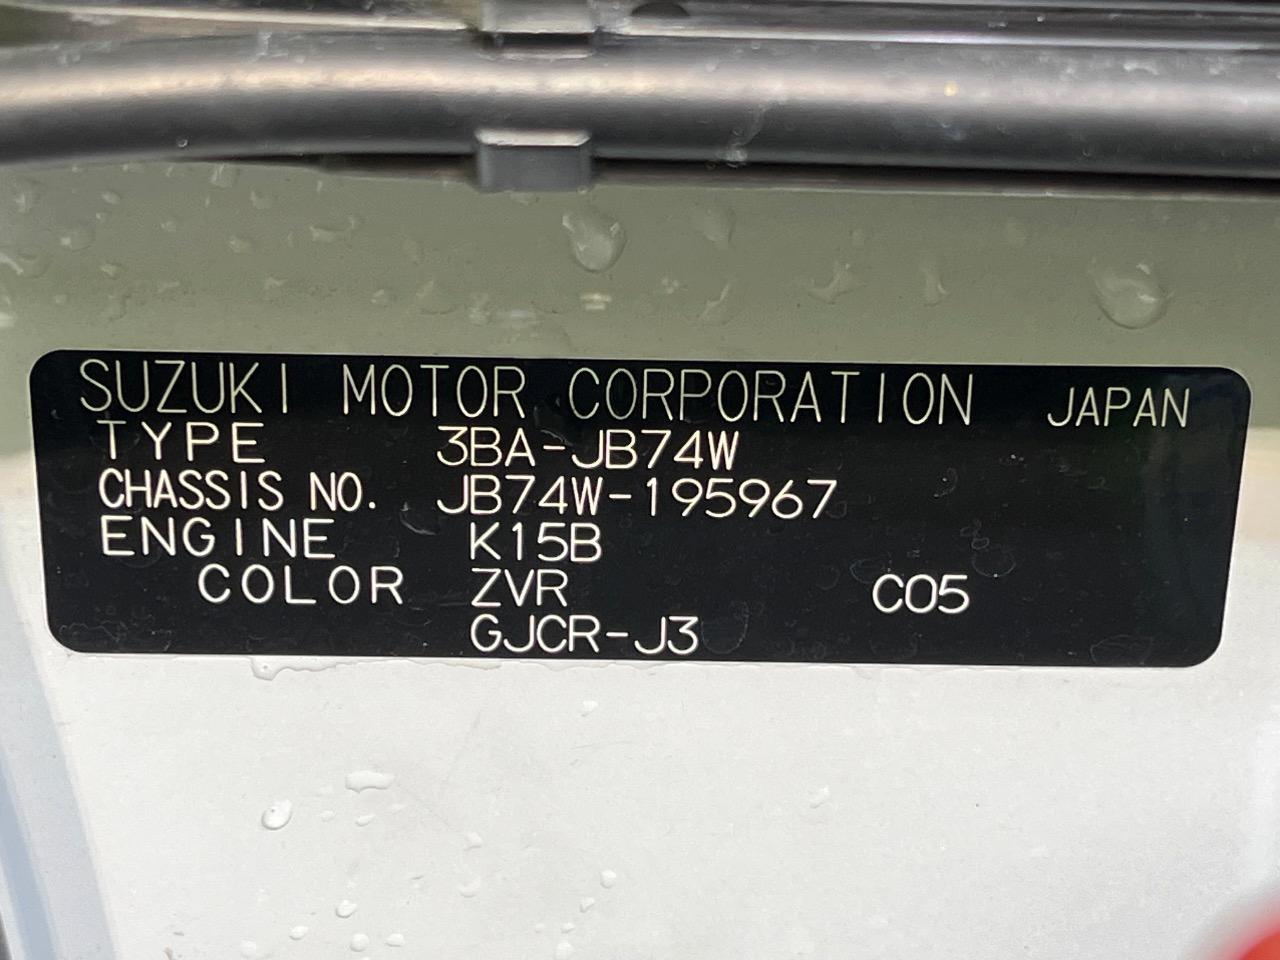 SUZUKI MOTOR CORPORATION JAPAN
TYPE 3BA-JB74W
CHASSIS NO. JB74W-195967
ENGINE K15B
COLOR ZVR C05
GJCR-J3